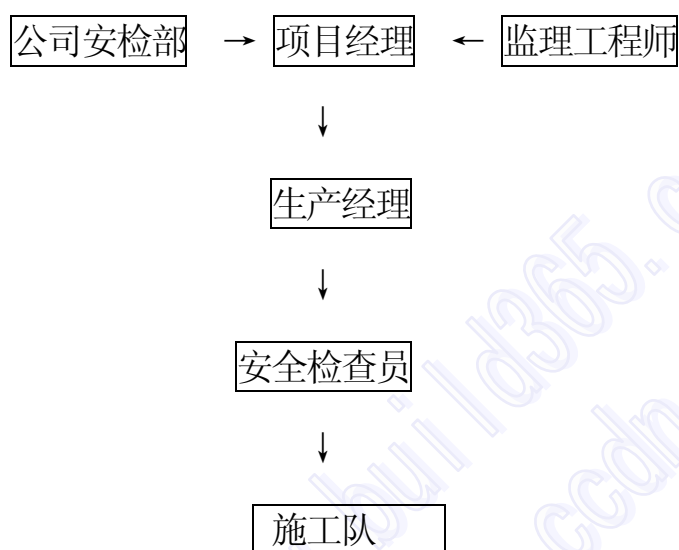 公司安检部 → 项目经理 ← 监理工程师
↓
生产经理
↓
安全检查员
↓
施工队